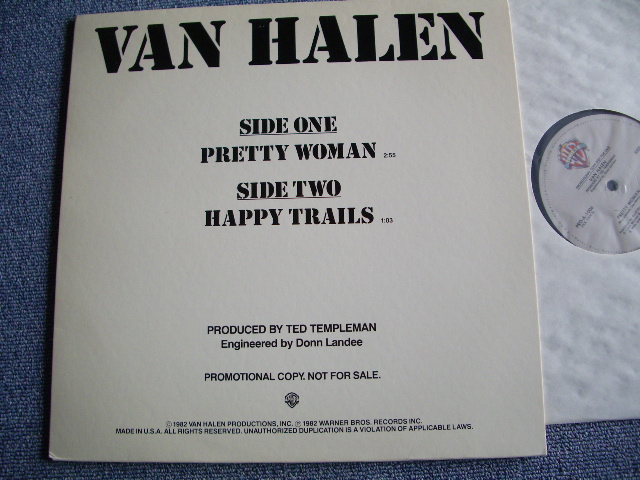 VAN HALEN
SIDE ONE
PRETTY WOMAN 2:55
SIDE TWO
HAPPY TRAILS 1:03
PRODUCED BY TED TEMPLEMAN
Engineered by Donn Landee
PROMOTIONAL COPY. NOT FOR SALE.
© 1982 VAN HALEN PRODUCTIONS, INC. ℗ 1982 WARNER BROS. RECORDS INC.
MADE IN U.S.A. ALL RIGHTS RESERVED. UNAUTHORIZED DUPLICATION IS A VIOLATION OF APPLICABLE LAWS.